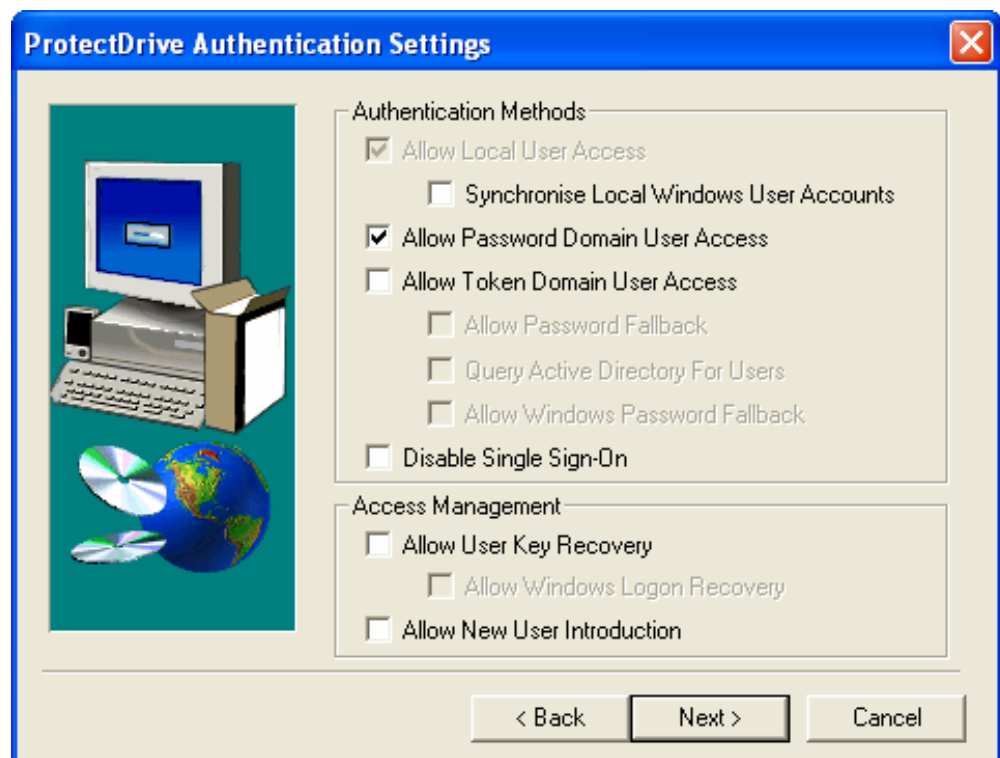 ProtectDrive Authentication Settings
Authentication Methods
Allow Local User Access
Synchronise Local Windows User Accounts
Allow Password Domain User Access
Allow Token Domain User Access
Allow Password Fallback
Query Active Directory For Users
Allow Windows Password Fallback
Disable Single Sign-On
Access Management
Allow User Key Recovery
Allow Windows Logon Recovery
Allow New User Introduction
< Back Next > Cancel